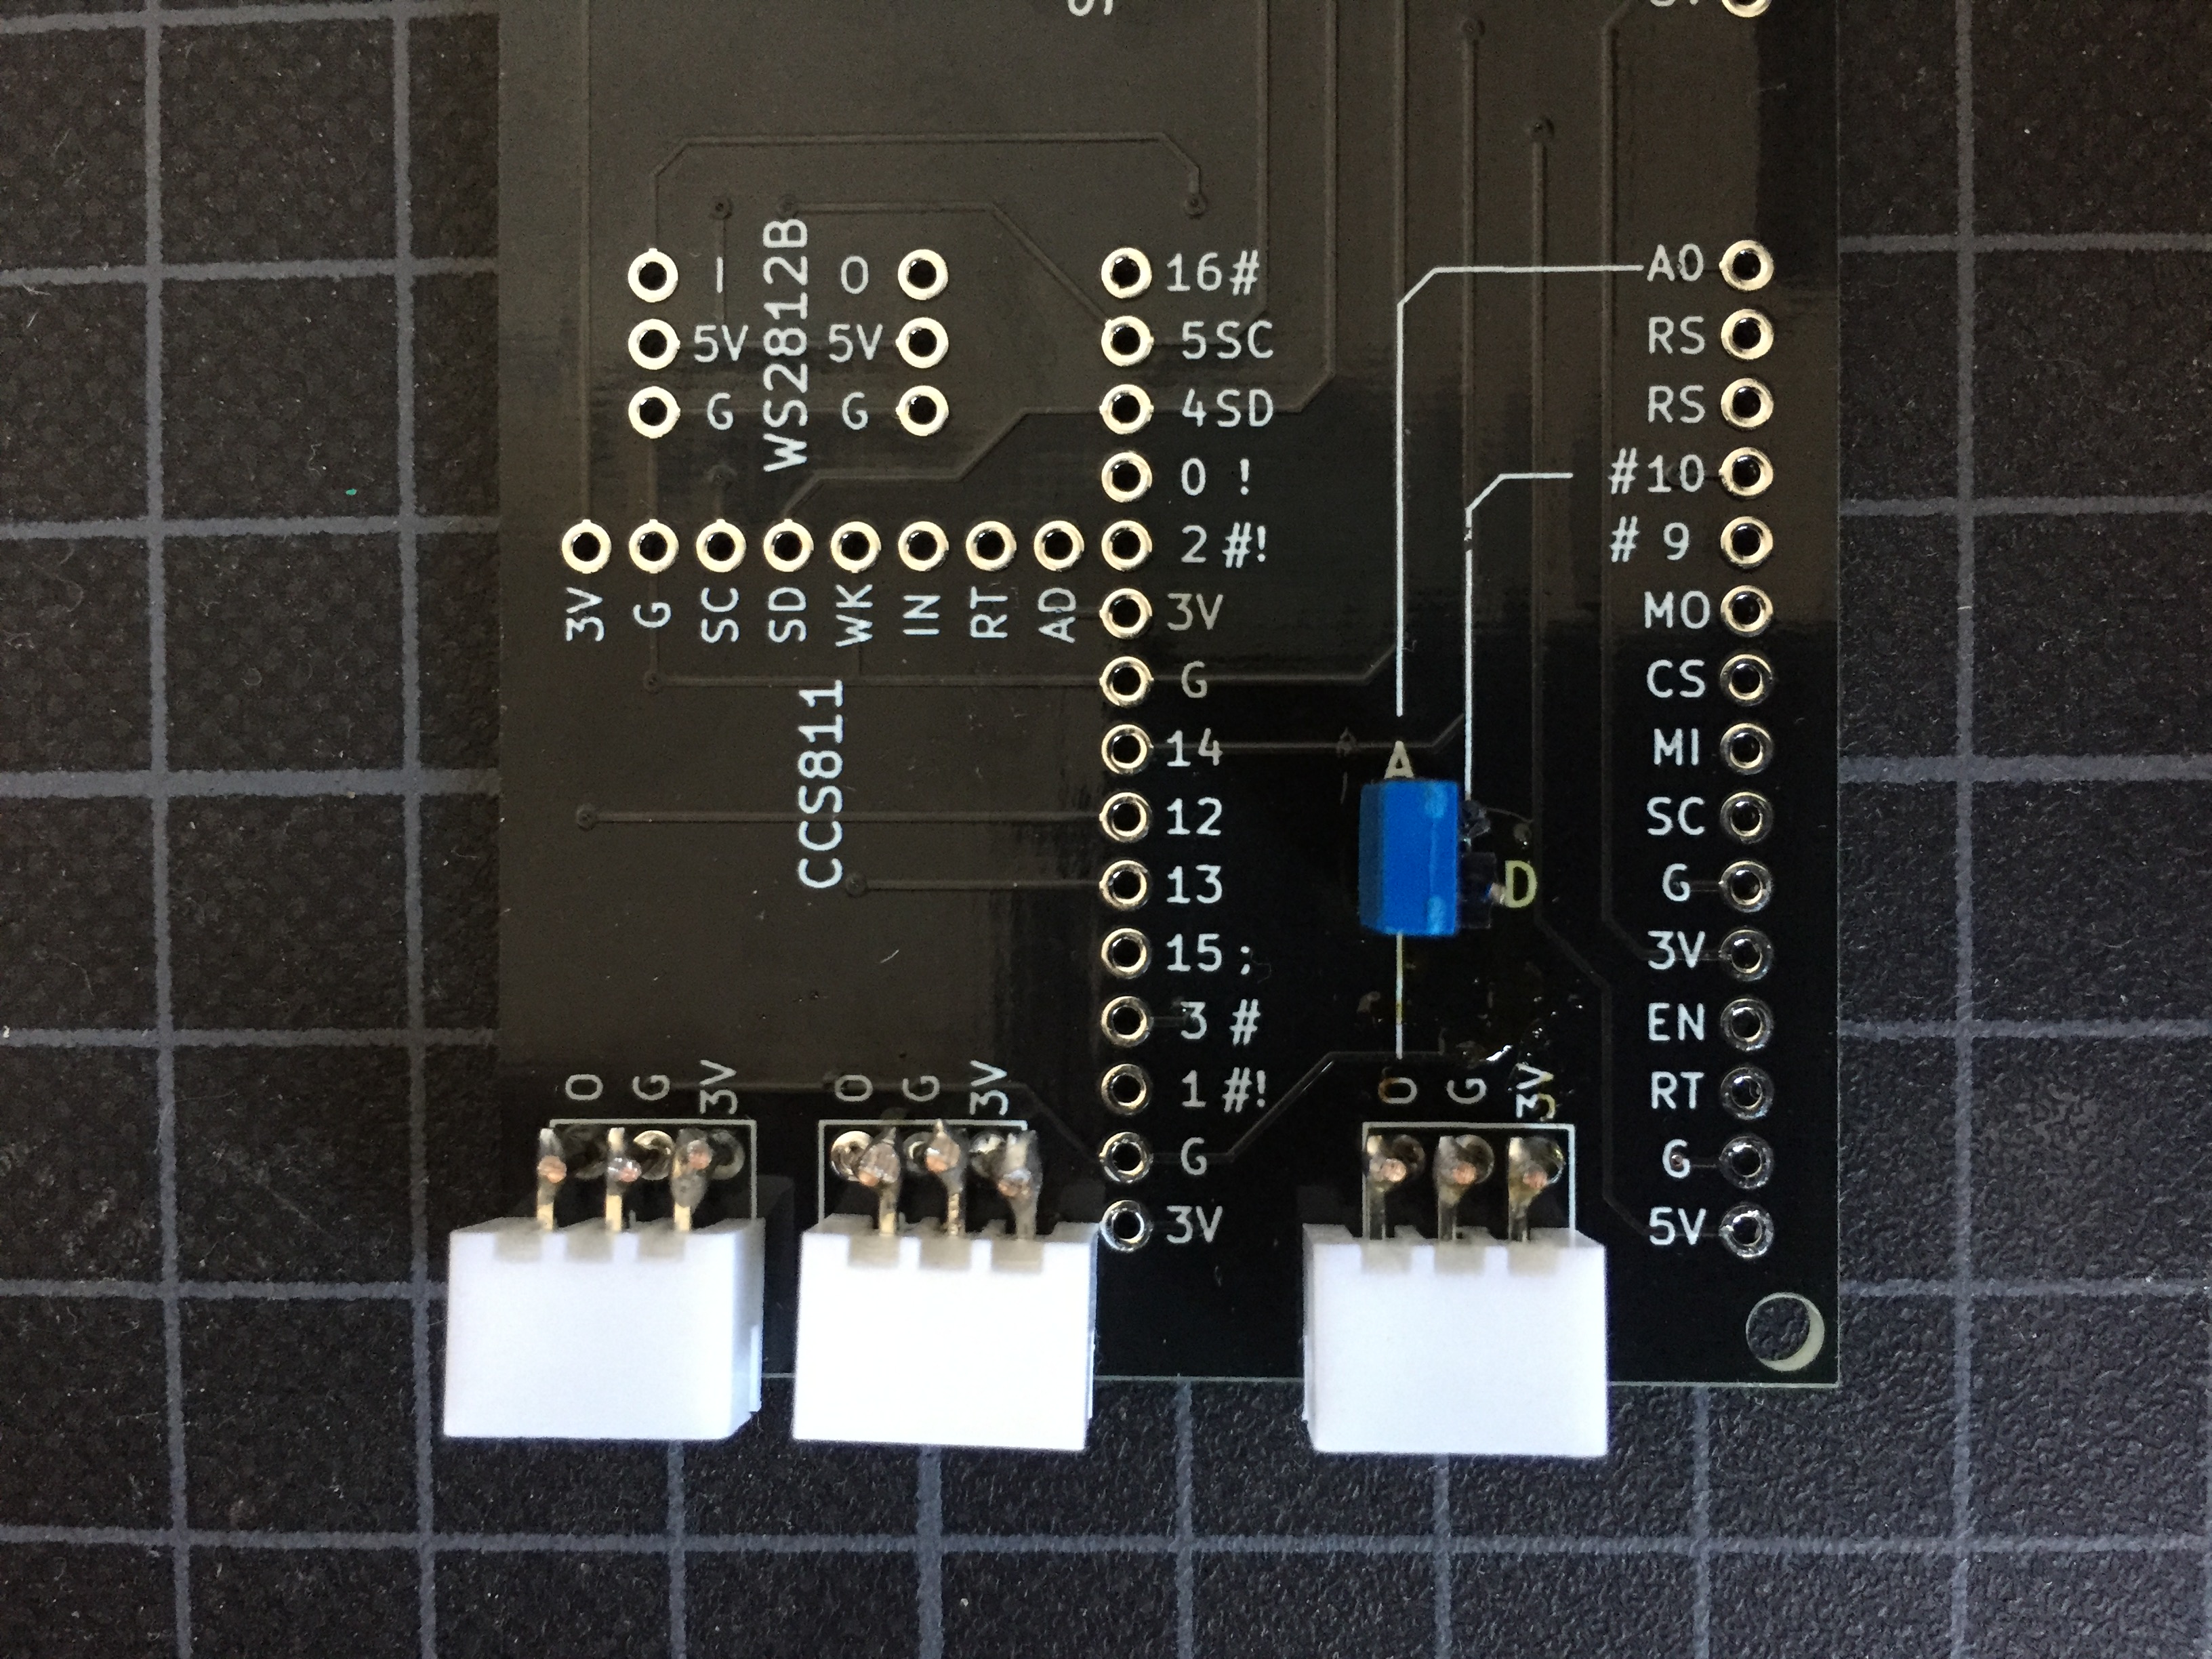 I O
5V 5V
G G
WS2812B
3V G SC SD WK IN RT AD
CCS811
16#
5SC
4SD
0 !
2 #!
3V
G
14
12
13
15 ;
3 #
1 #!
G
3V
A
D
A0
RS
RS
#10
# 9
MO
CS
MI
SC
G
3V
EN
RT
G
5V
O G 3V
O G 3V
O G 3V